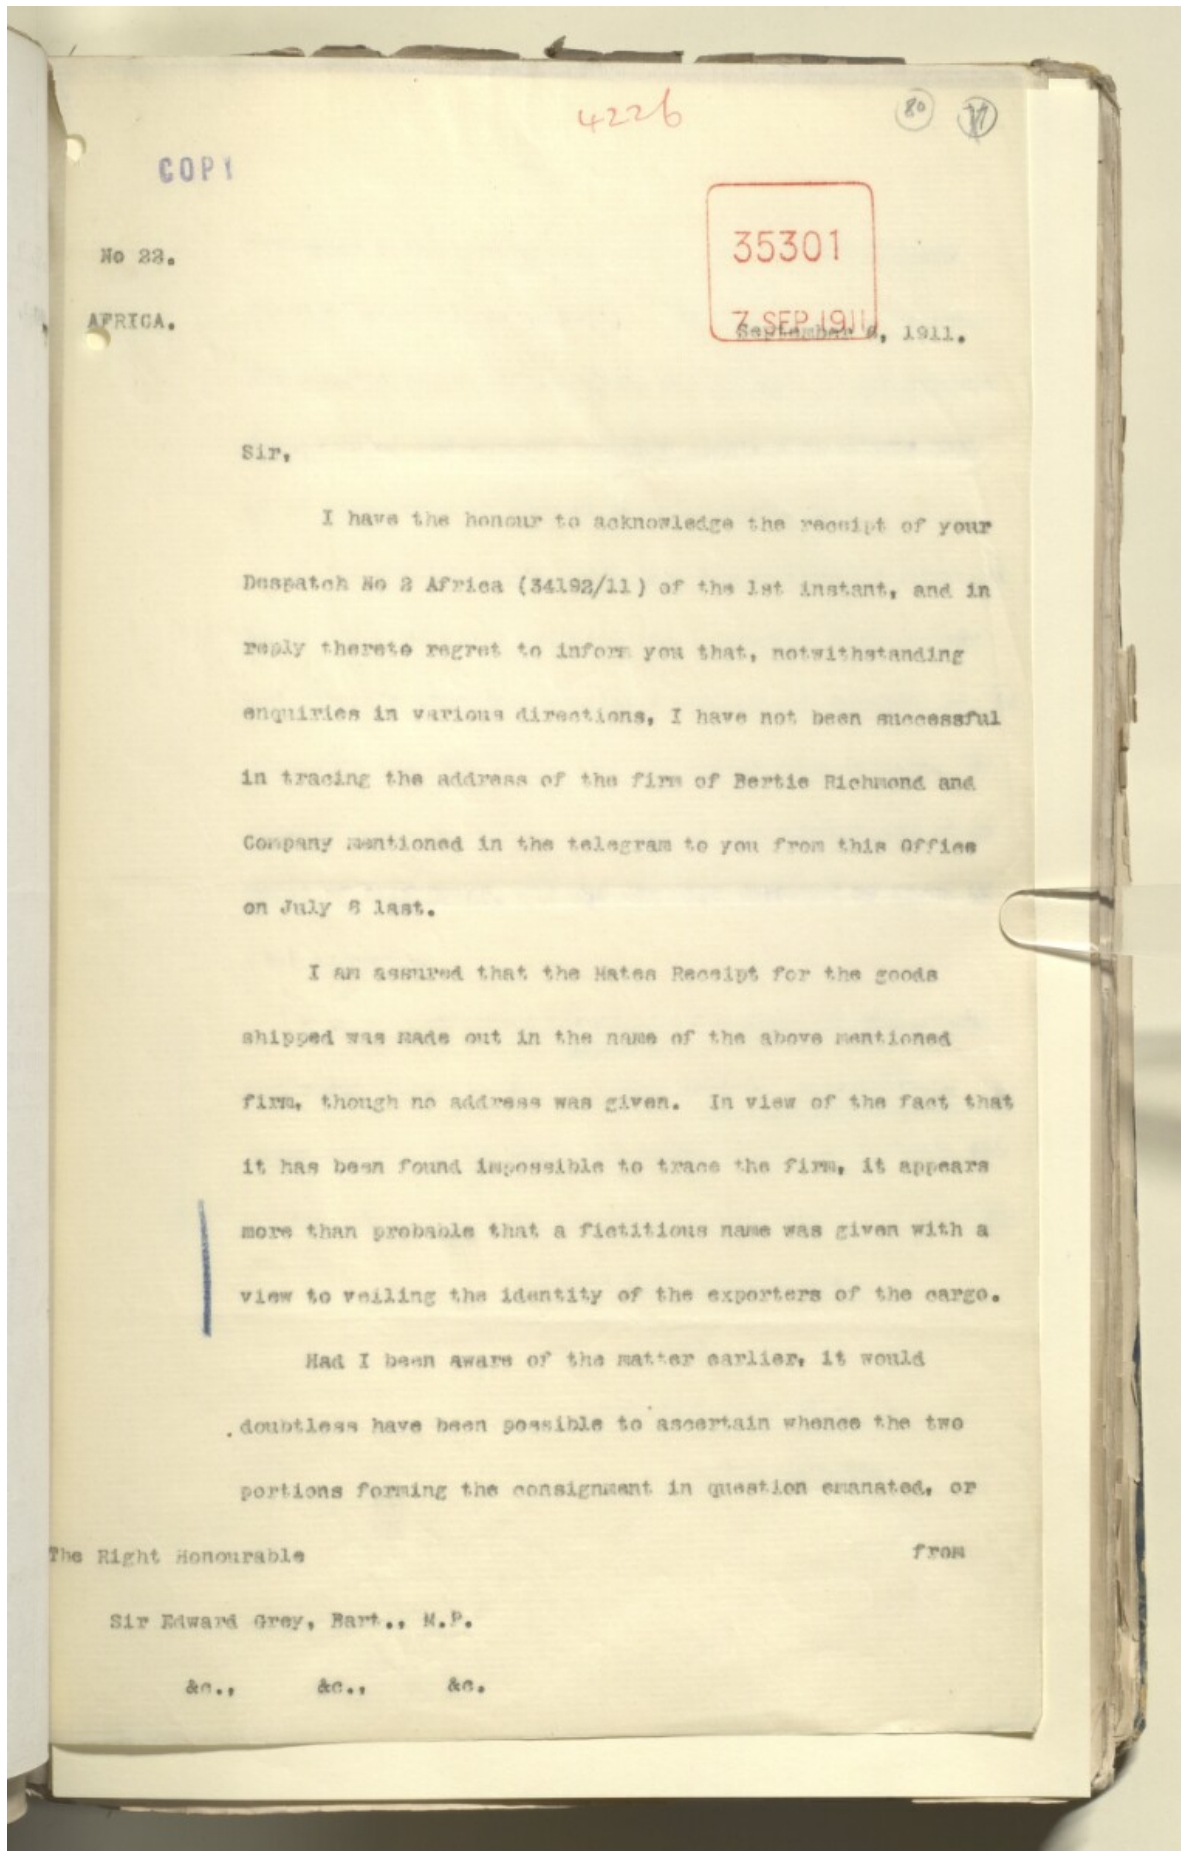 4226
80
COPY
35301
7 SEP 1911
No 22.
AFRICA.
September 6, 1911.
Sir,
I have the honour to acknowledge the receipt of your
Despatch No 2 Africa (34192/11) of the 1st instant, and in
reply thereto regret to inform you that, notwithstanding
enquiries in various directions, I have not been successful
in tracing the address of the firm of Bertie Richmond and
Company mentioned in the telegram to you from this Office
on July 8 last.
I am assured that the Mates Receipt for the goods
shipped was made out in the name of the above mentioned
firm, though no address was given. In view of the fact that
it has been found impossible to trace the firm, it appears
more than probable that a fictitious name was given with a
view to veiling the identity of the exporters of the cargo.
Had I been aware of the matter earlier, it would
doubtless have been possible to ascertain whence the two
portions forming the consignment in question emanated, or
from
The Right Honourable
Sir Edward Grey, Bart., M.P.
&c., &c., &c.